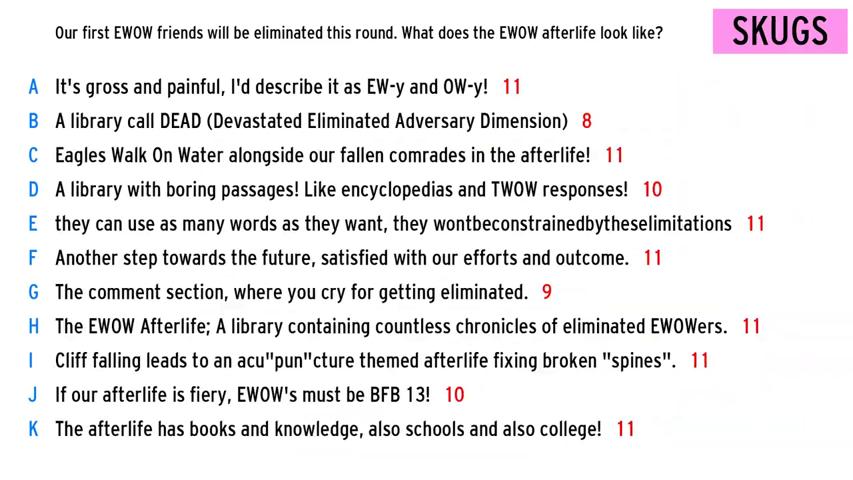 Our first EWOW friends will be eliminated this round. What does the EWOW afterlife look like?
SKUGS
A It's gross and painful, I'd describe it as EW-y and OW-y! 11
B A library call DEAD (Devastated Eliminated Adversary Dimension) 8
C Eagles Walk On Water alongside our fallen comrades in the afterlife! 11
D A library with boring passages! Like encyclopedias and TWOW responses! 10
E they can use as many words as they want, they wontbeconstrainedbytheselimitations 11
F Another step towards the future, satisfied with our efforts and outcome. 11
G The comment section, where you cry for getting eliminated. 9
H The EWOW Afterlife; A library containing countless chronicles of eliminated EWOWers. 11
I Cliff falling leads to an acu"pun"cture themed afterlife fixing broken "spines". 11
J If our afterlife is fiery, EWOW's must be BFB 13! 10
K The afterlife has books and knowledge, also schools and also college! 11